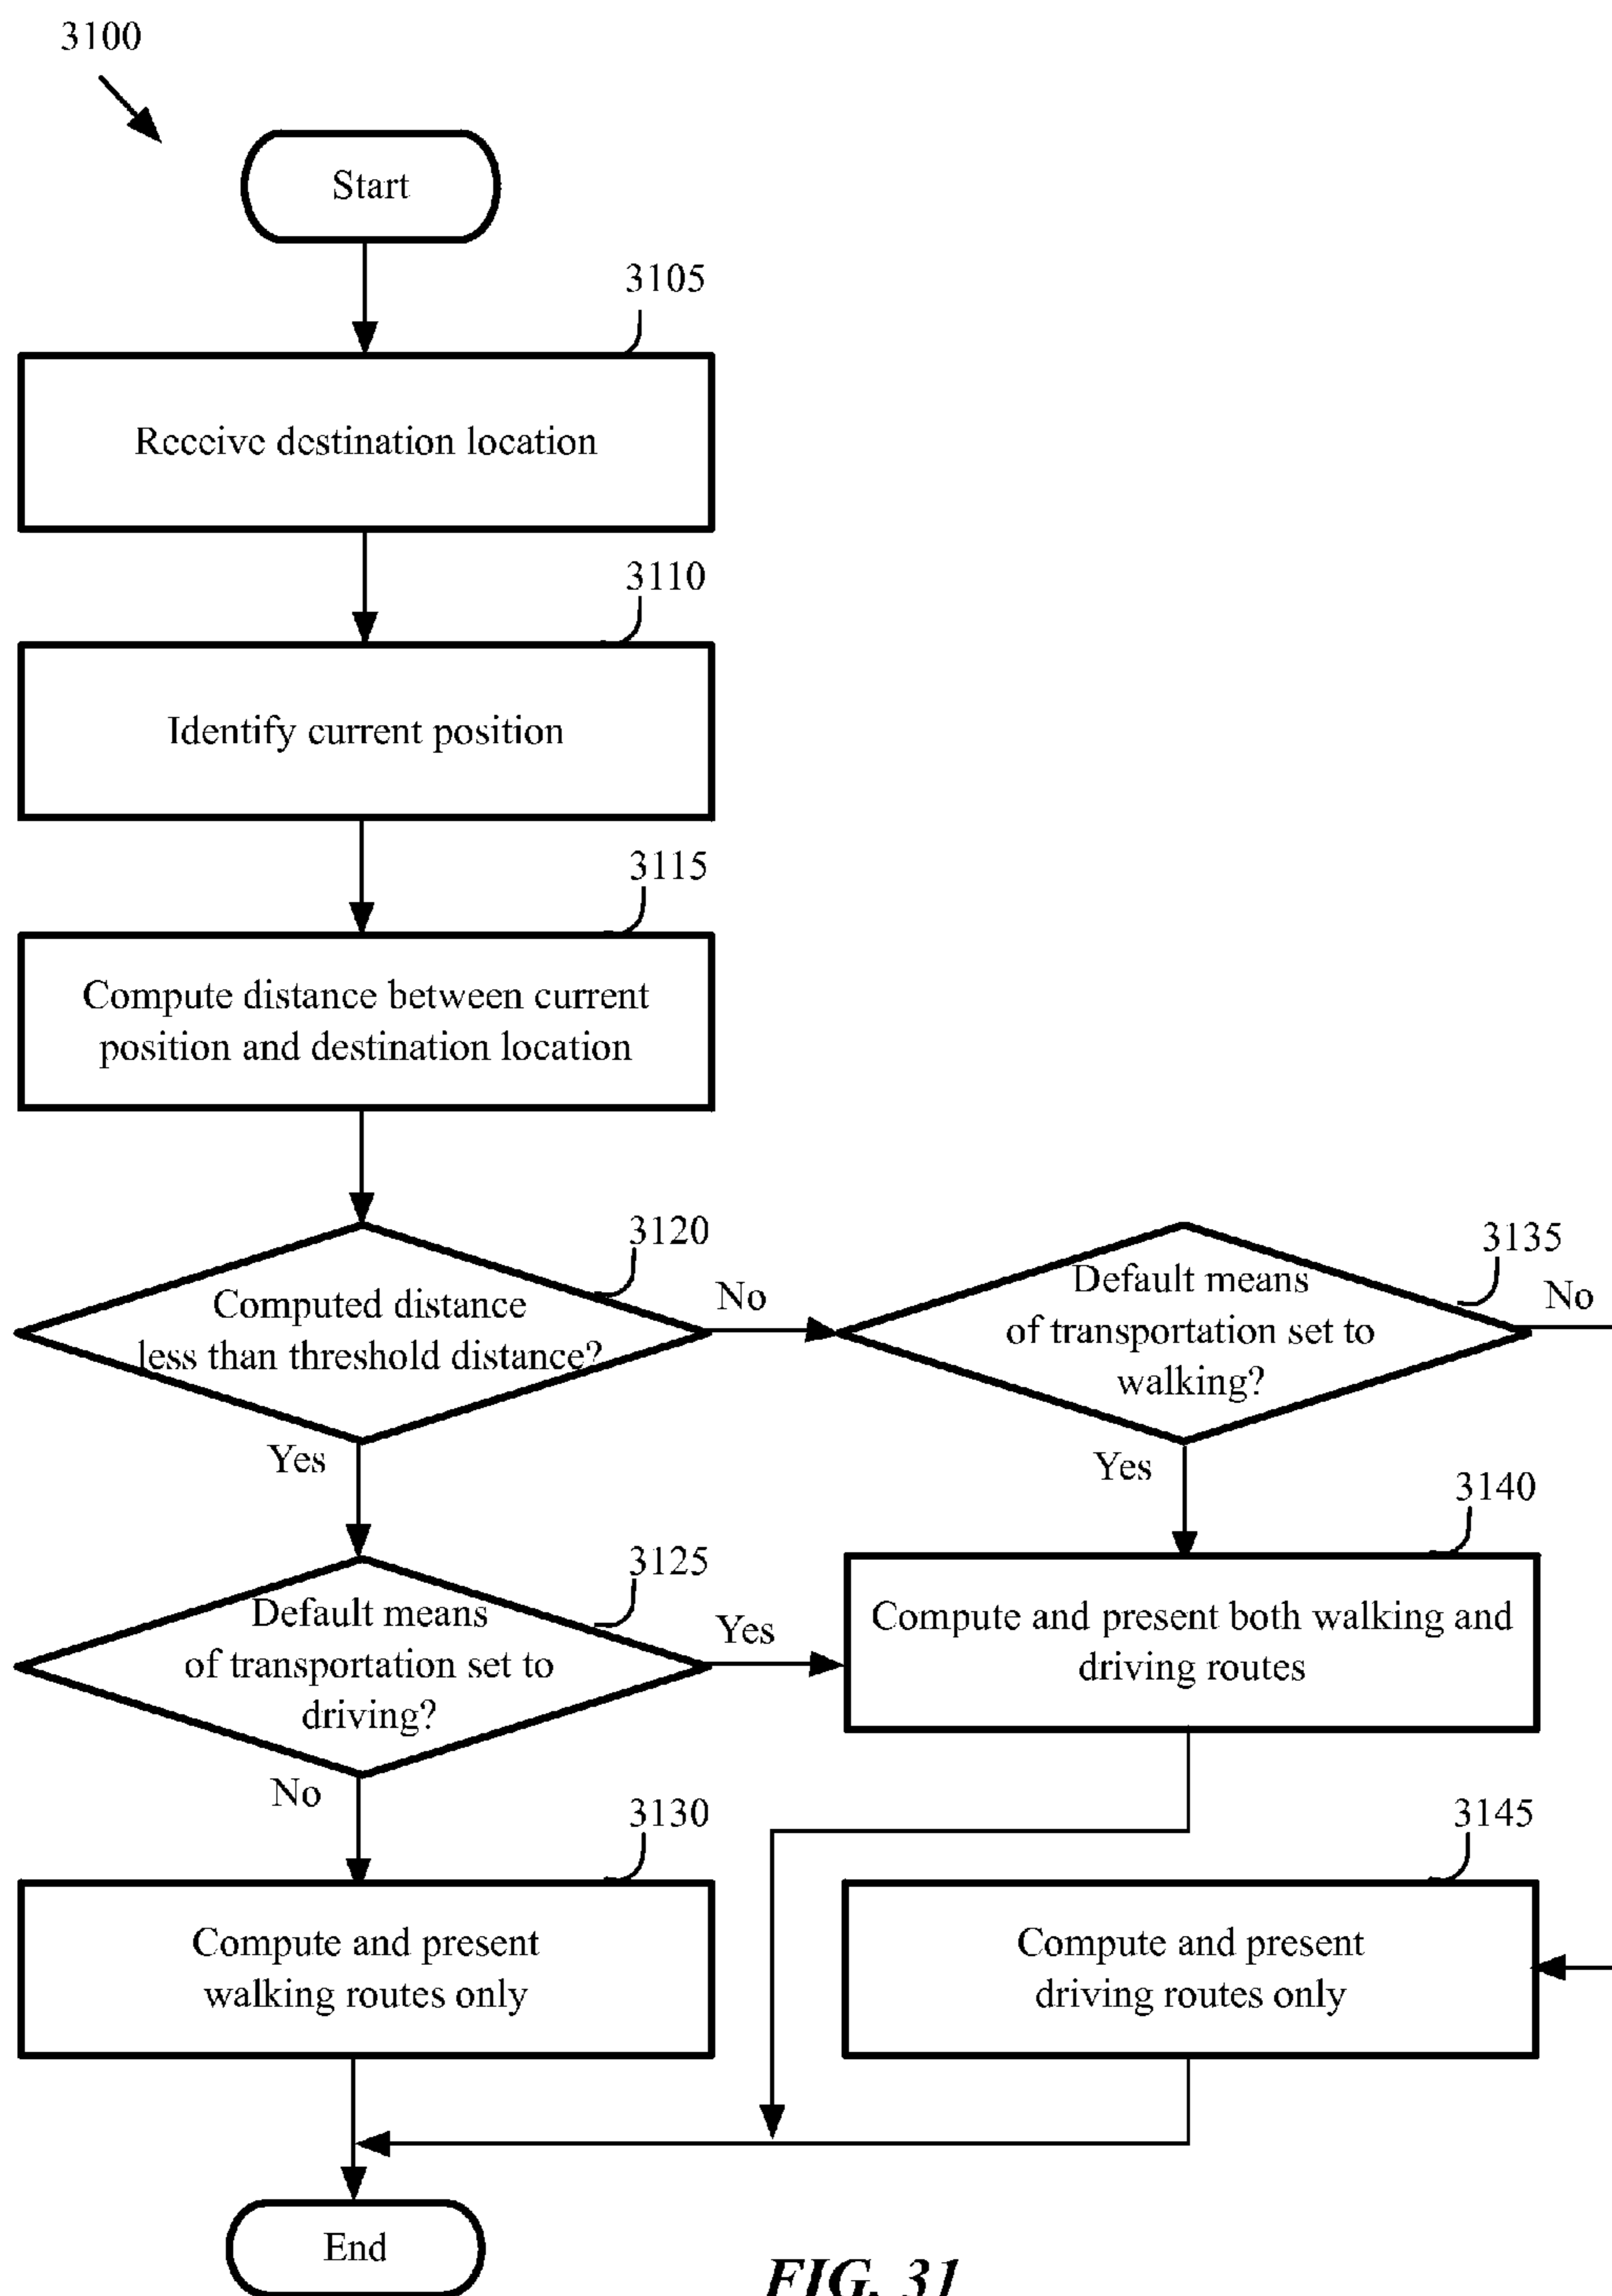 3100
Start
3105
Receive destination location
3110
Identify current position
3115
Compute distance between current
position and destination location
3120
Computed distance
less than threshold distance?
No
3135
Default means
of transportation set to
walking?
No
Yes
Yes
3125
Default means
of transportation set to
driving?
Yes
3140
Compute and present both walking and
driving routes
No
3130
Compute and present
walking routes only
3145
Compute and present
driving routes only
End
FIG. 31